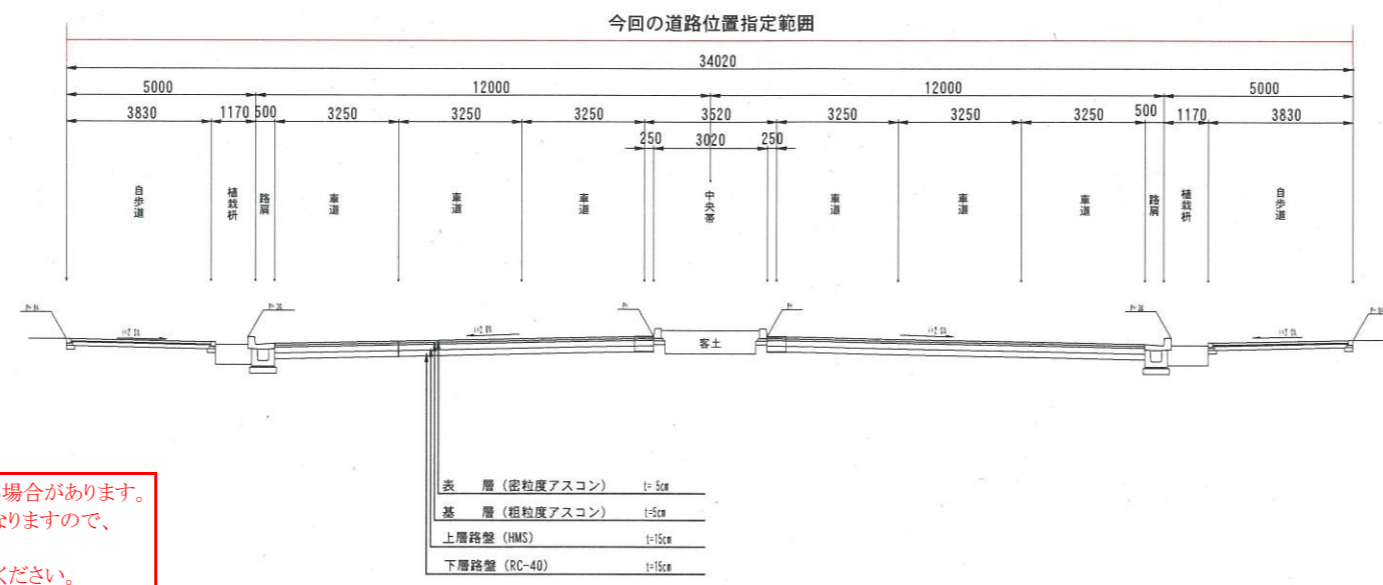 今回の道路位置指定範囲
34020
5000 12000 12000 5000
3830 1170 500 3250 3250 3250 3520 3250 3250 3250 500 1170 3830
250 3020 250
自歩道 植栽枡 路肩 車道 車道 車道 中央帯 車道 車道 車道 路肩 植栽枡 自歩道
客土
表 層 (密粒度アスコン) t= 5cm
基 層 (粗粒度アスコン) t=5cm
上層路盤 (HMS) t=15cm
下層路盤 (RC-40) t=15cm
場合があります。
なりますので、
ください。